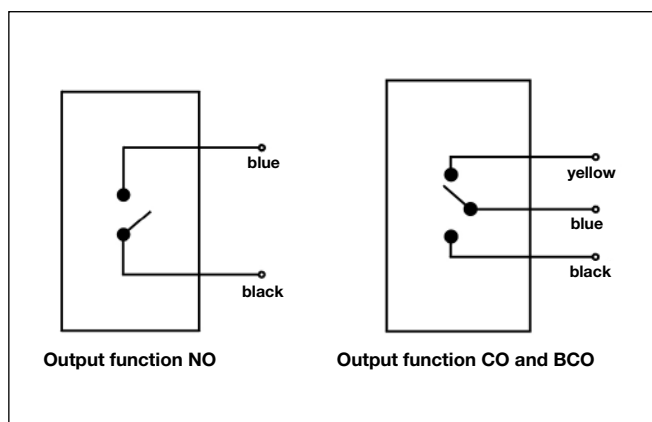 blue
black
Output function NO
yellow
blue
black
Output function CO and BCO